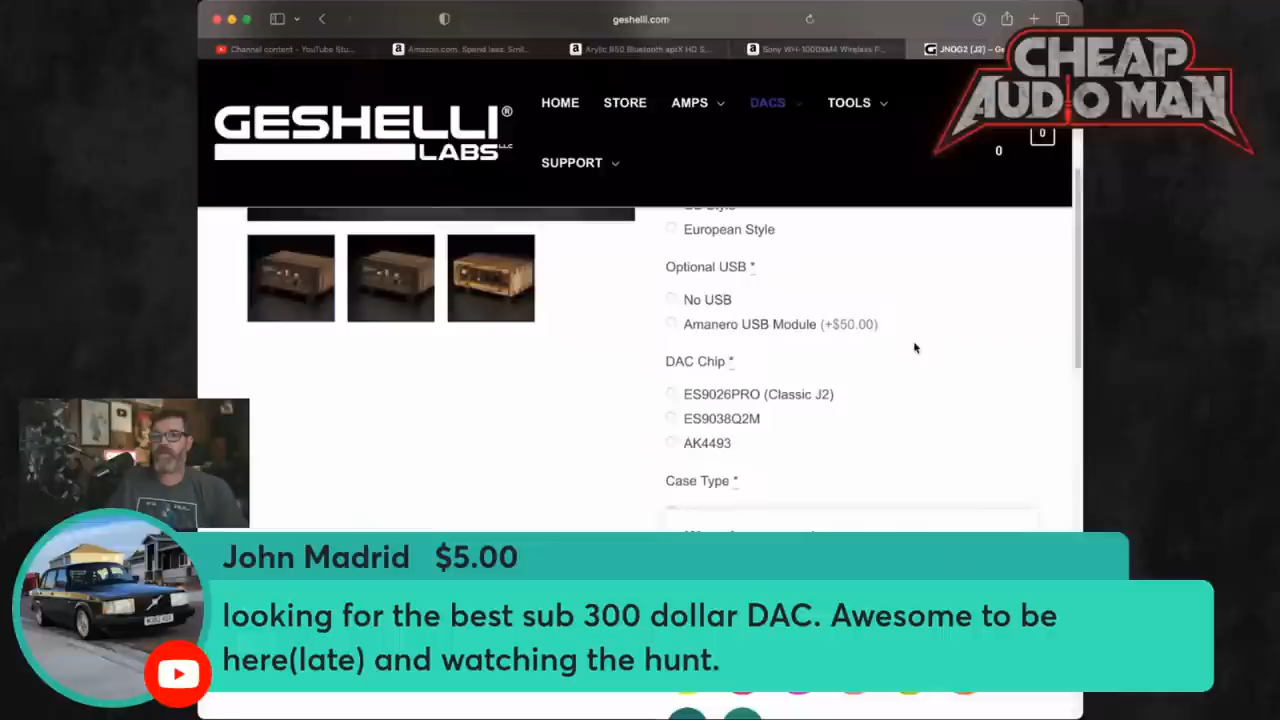 geshelli.com
Channel content - YouTube Stu...
Amazon.com. Spend less. Smil...
Arylic B50 Bluetooth aptX HD S...
Sony WH-1000XM4 Wireless P...
JNOG2 (J2) – Ge
CHEAP
AUDIO MAN
GESHELLI®
LABS LLC
HOME STORE AMPS DACS TOOLS
SUPPORT
0
0
European Style
Optional USB *
No USB
Amanero USB Module (+$50.00)
DAC Chip *
ES9026PRO (Classic J2)
ES9038Q2M
AK4493
Case Type *
John Madrid $5.00
looking for the best sub 300 dollar DAC. Awesome to be
here(late) and watching the hunt.